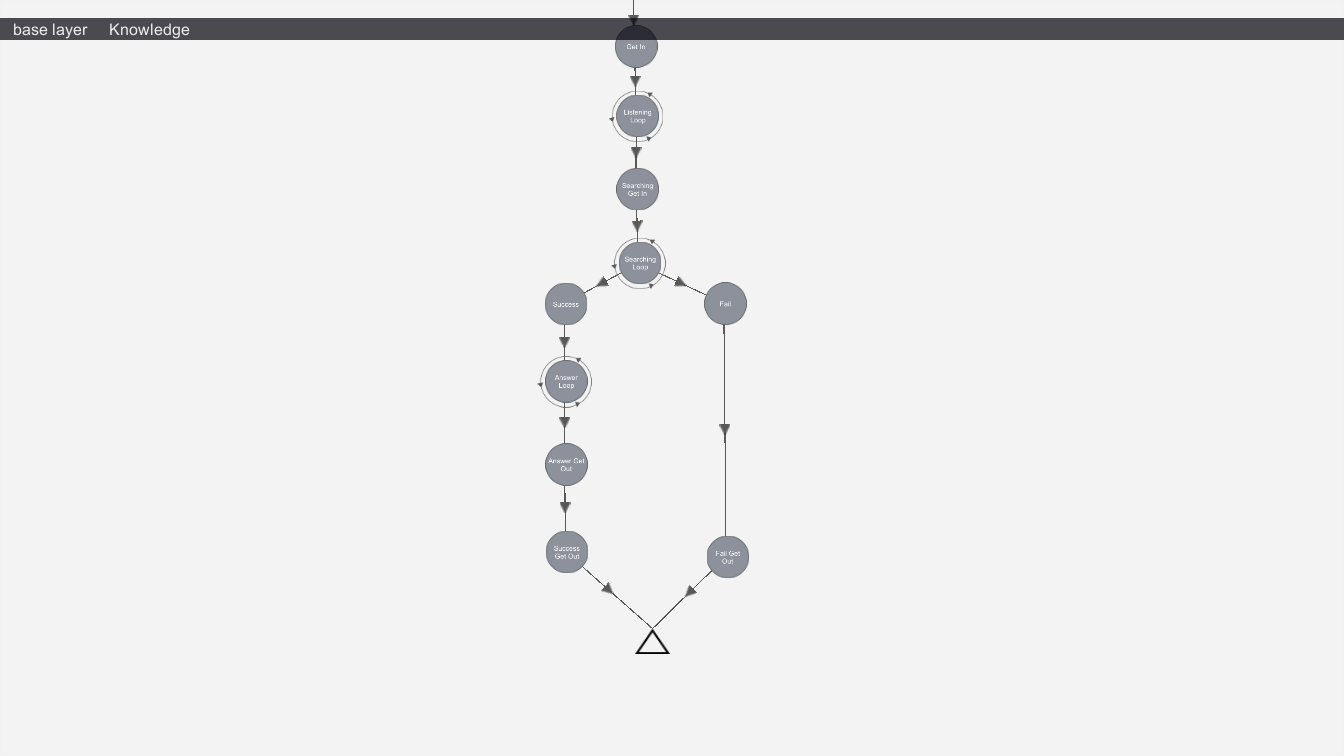 base layer Knowledge
Get In
Listening
Loop
Searching
Get In
Searching
Loop
Success
Fail
Answer
Loop
Answer Get
Out
Success
Get Out
Fail Get
Out